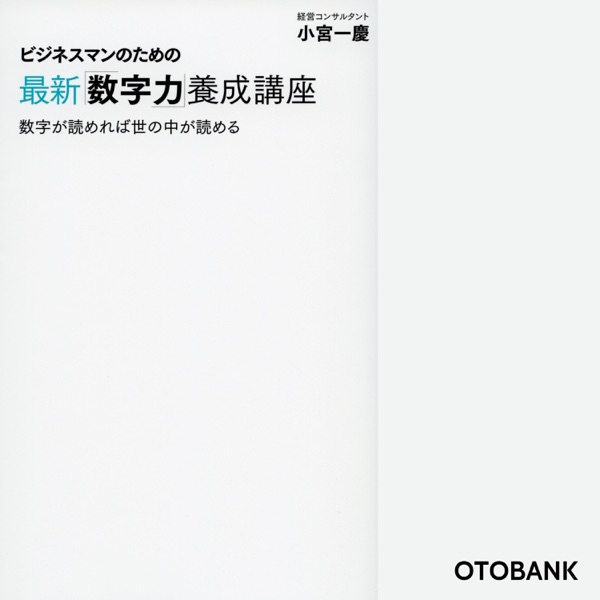 経営コンサルタント
小宮一慶
ビジネスマンのための
最新「数字力」養成講座
数字が読めれば世の中が読める
OTOBANK